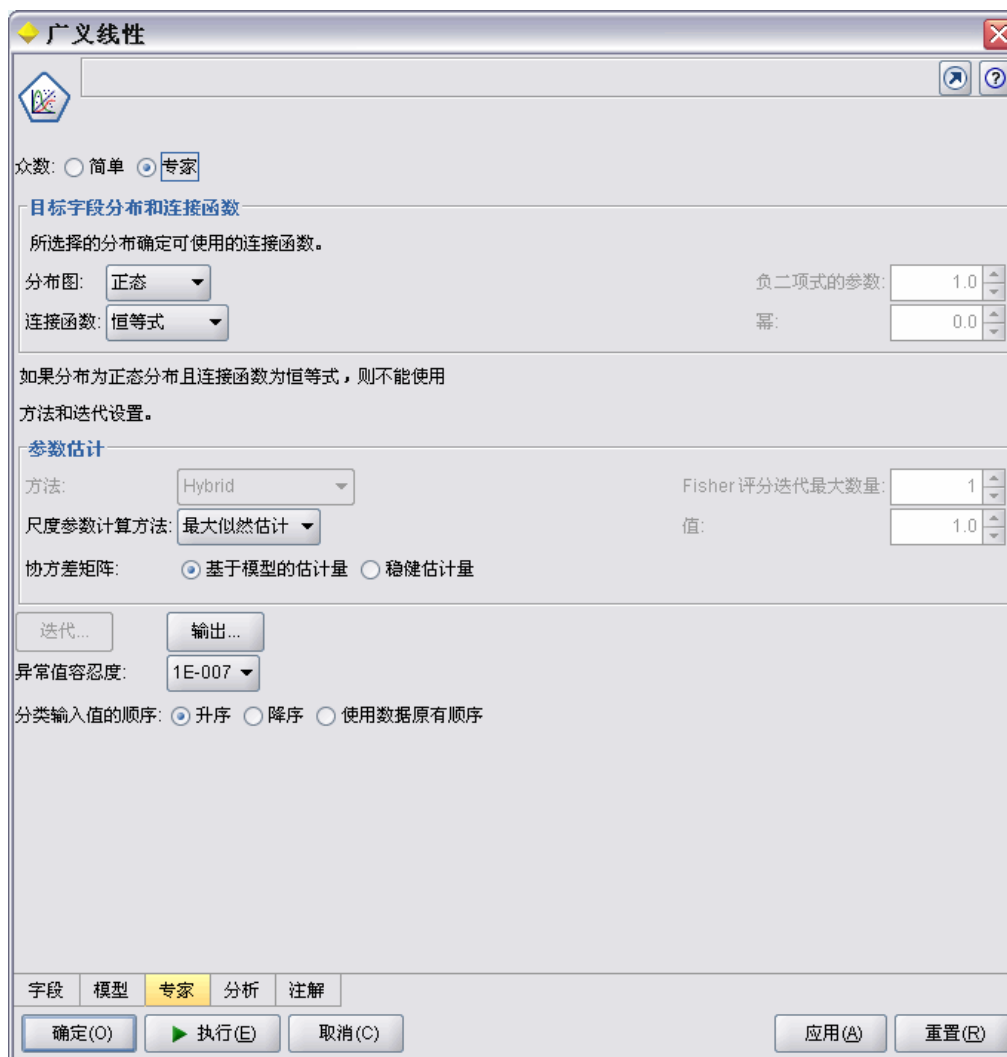 广义线性
众数: 简单 专家
目标字段分布和连接函数
所选择的分布确定可使用的连接函数。
分布图: 正态 负二项式的参数: 1.0
连接函数: 恒等式 幂: 0.0
如果分布为正态分布且连接函数为恒等式，则不能使用
方法和迭代设置。
参数估计
方法: Hybrid Fisher 评分迭代最大数量: 1
尺度参数计算方法: 最大似然估计 值: 1.0
协方差矩阵: 基于模型的估计量 稳健估计量
迭代... 输出...
异常值容忍度: 1E-007
分类输入值的顺序: 升序 降序 使用数据原有顺序
字段 模型 专家 分析 注解
确定(O) 执行(E) 取消(C) 应用(A) 重置(R)